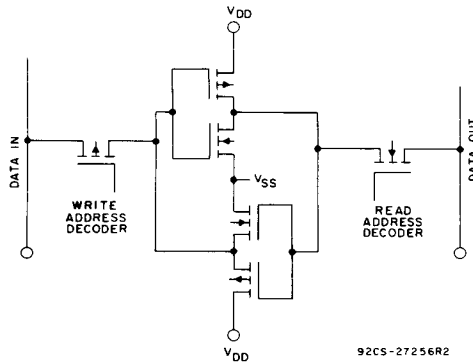 VDD
DATA IN
WRITE
ADDRESS
DECODER
VSS
READ
ADDRESS
DECODER
DATA OUT
VDD
92CS-27256R2